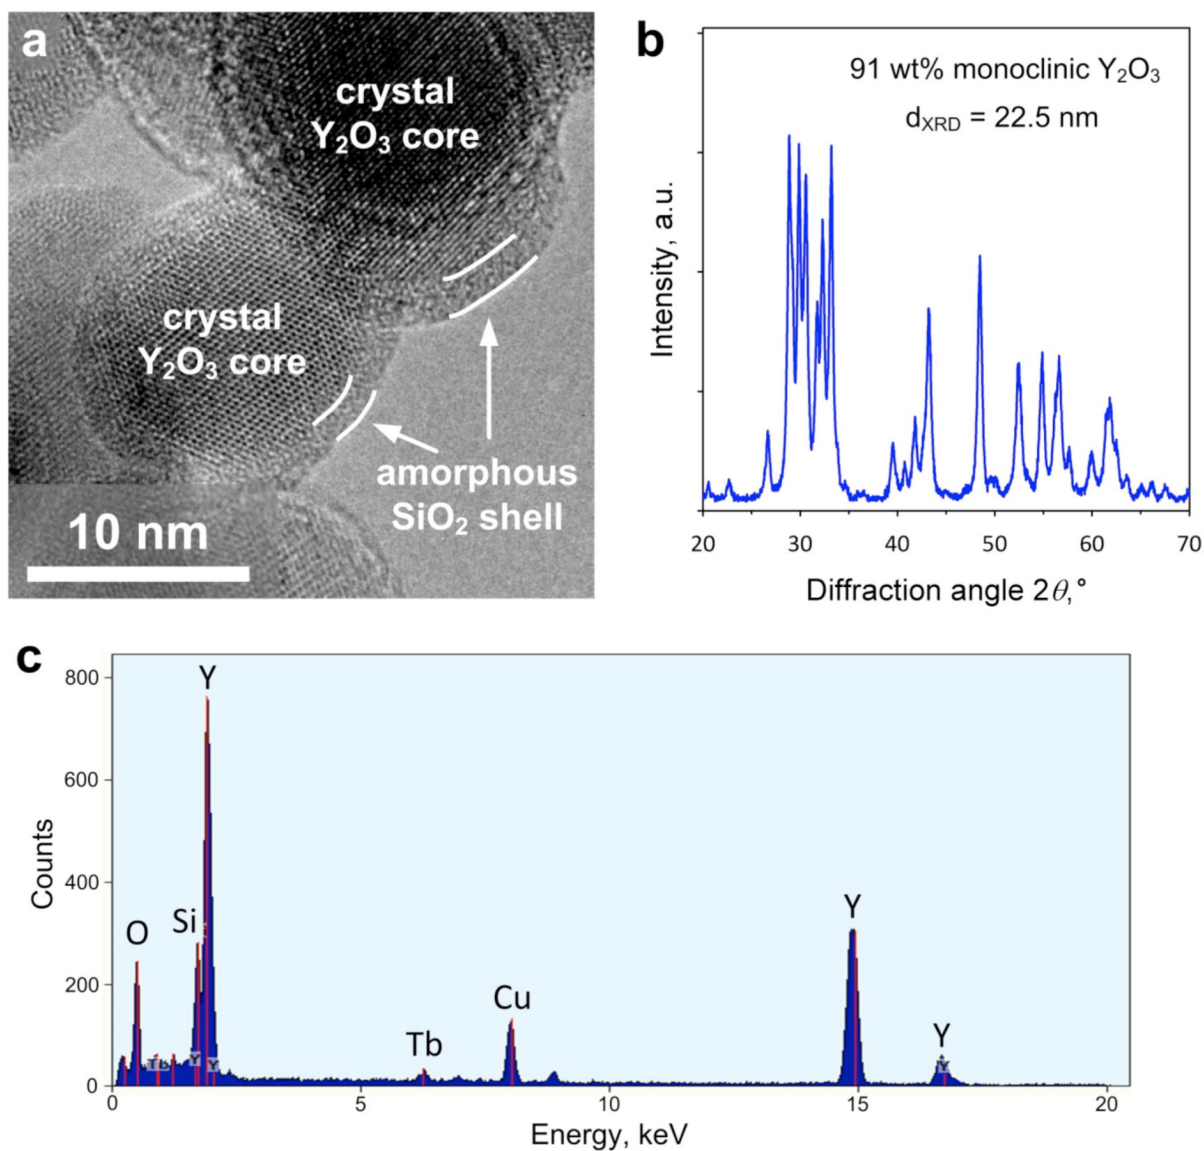 a
crystal
Y₂O₃ core
crystal
Y₂O₃ core
amorphous
SiO₂ shell
10 nm
b
91 wt% monoclinic Y₂O₃
dXRD = 22.5 nm
Intensity, a.u.
20 30 40 50 60 70
Diffraction angle 2θ,°
c
Counts
800
600
400
200
0
Y
O
Si
Tb
Y
Y
Tb
Cu
Y
Y
Y
0 5 10 15 20
Energy, keV